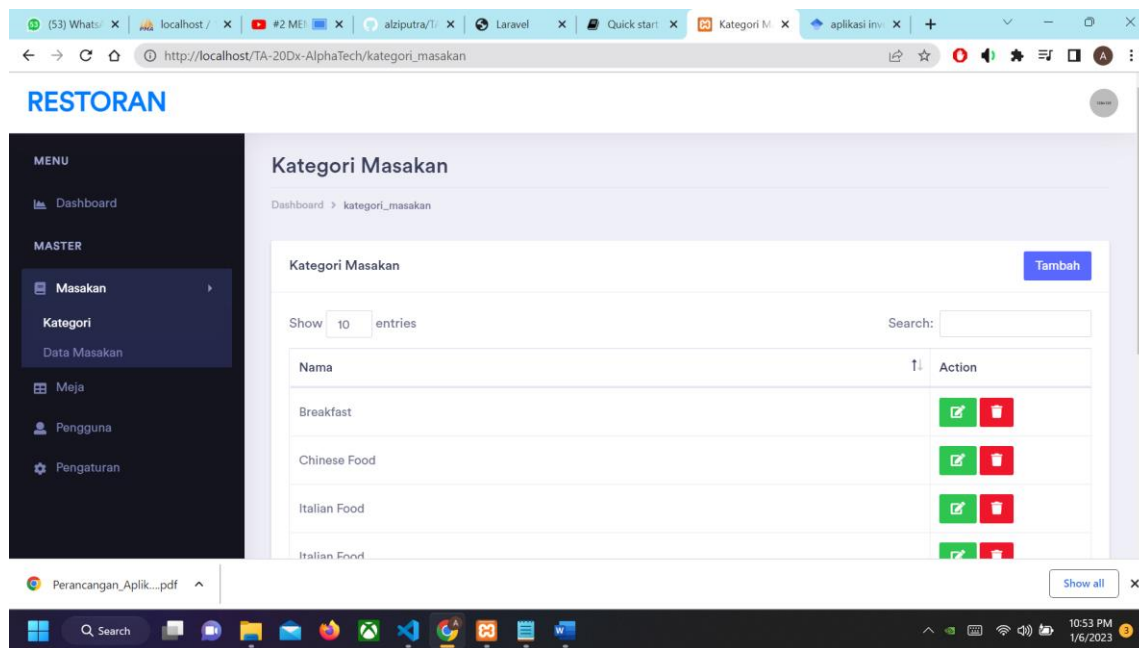 (53) Whats
localhost /
#2 ME
alziputra/T
Laravel
Quick start
Kategori M
aplikasi inv
http://localhost/TA-20Dx-AlphaTech/kategori_masakan
A
RESTORAN
MENU
Dashboard
MASTER
Masakan
Kategori
Data Masakan
Meja
Pengguna
Pengaturan
Kategori Masakan
Dashboard > kategori_masakan
Kategori Masakan
Tambah
Show 10 entries
Search:
Nama
Action
Breakfast
Chinese Food
Italian Food
Italian Food
Perancangan_Aplik....pdf
Show all
Search
10:53 PM
1/6/2023
3